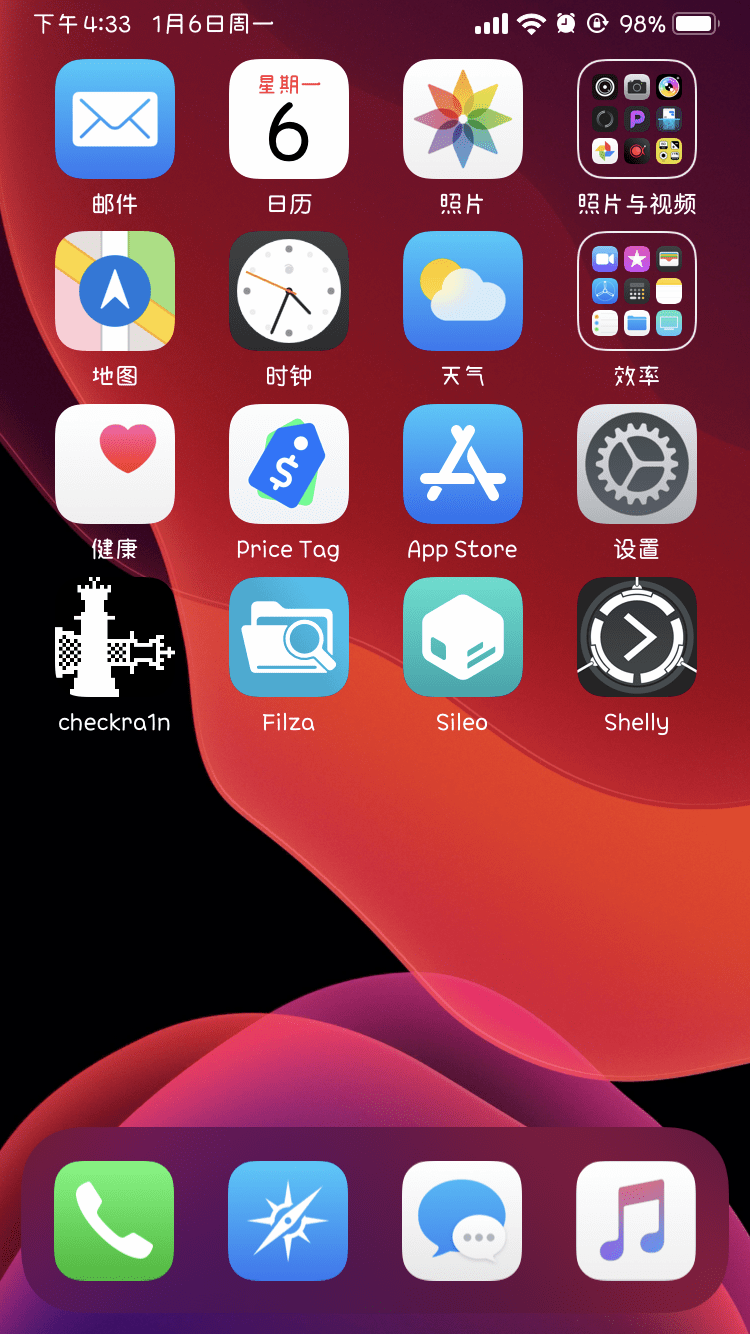 下午4:33 1月6日周一 98%
星期一
6
邮件 日历 照片 照片与视频
地图 时钟 天气 效率
$
健康 Price Tag App Store 设置
checkra1n Filza Sileo Shelly